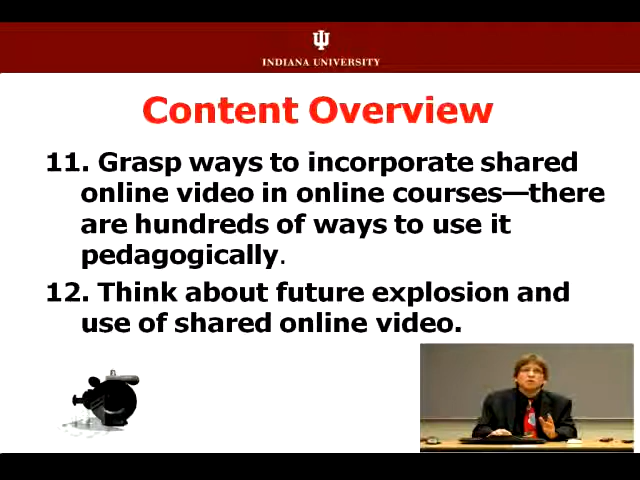 INDIANA UNIVERSITY
Content Overview
11. Grasp ways to incorporate shared
online video in online courses—there
are hundreds of ways to use it
pedagogically.
12. Think about future explosion and
use of shared online video.